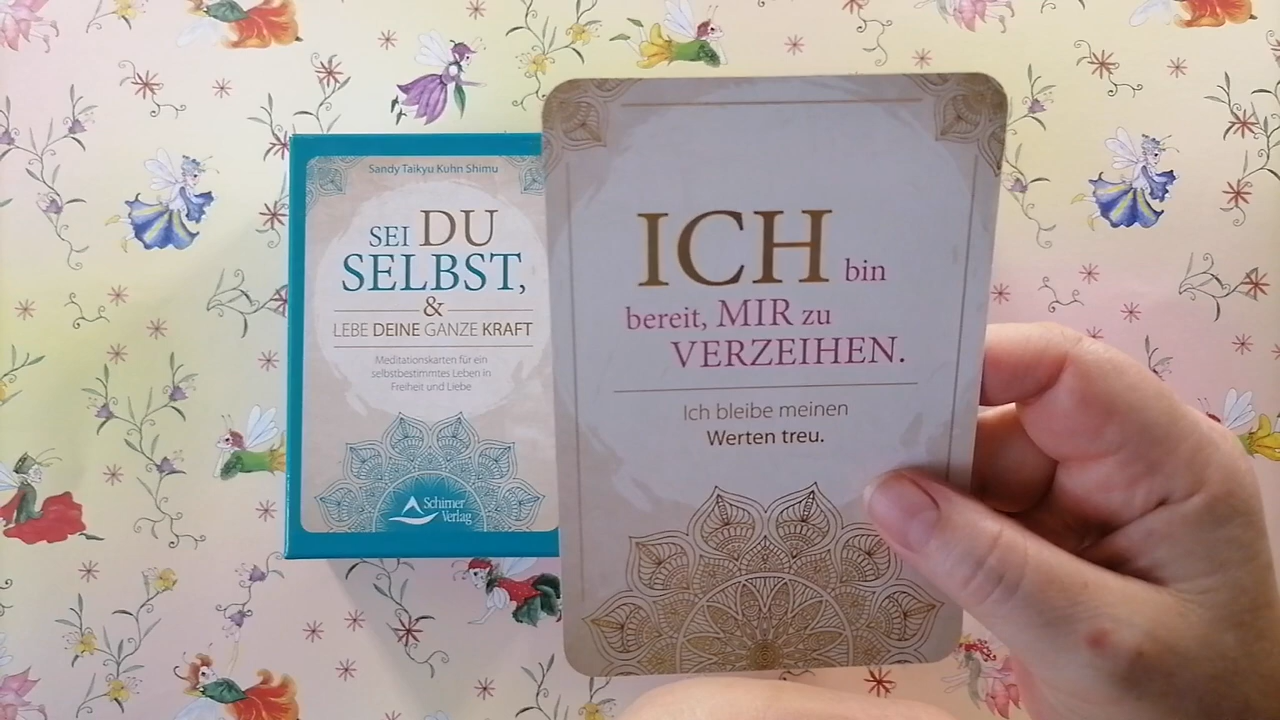 Sandy Taikyu Kuhn Shimu
SEI DU
SELBST,
&
LEBE DEINE GANZE KRAFT
Meditationskarten für ein
selbstbestimmtes Leben in
Freiheit und Liebe
Schirner
Verlag
ICH bin
bereit, MIR zu
VERZEIHEN.
Ich bleibe meinen
Werten treu.